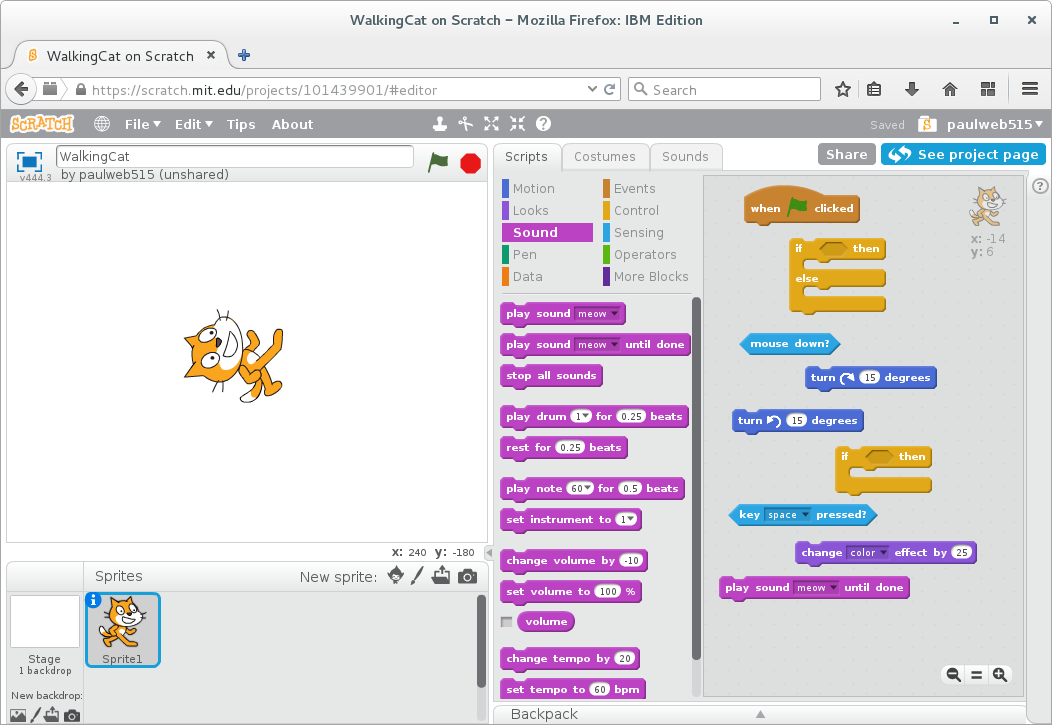 WalkingCat on Scratch – Mozilla Firefox: IBM Edition
WalkingCat on Scratch
https://scratch.mit.edu/projects/101439901/#editor
Search
SCRATCH
File
Edit
Tips
About
Saved
paulweb515
WalkingCat
v444.3
by paulweb515 (unshared)
Scripts
Costumes
Sounds
Share
See project page
Motion
Events
Looks
Control
Sound
Sensing
Pen
Operators
Data
More Blocks
play sound meow
play sound meow until done
stop all sounds
play drum 1 for 0.25 beats
rest for 0.25 beats
play note 60 for 0.5 beats
set instrument to 1
change volume by -10
set volume to 100 %
volume
change tempo by 20
set tempo to 60 bpm
when clicked
if then
else
mouse down?
turn 15 degrees
turn 15 degrees
if then
key space pressed?
change color effect by 25
play sound meow until done
x: -14
y: 6
x: 240 y: -180
Sprites
New sprite:
Stage
1 backdrop
New backdrop:
Sprite1
Backpack